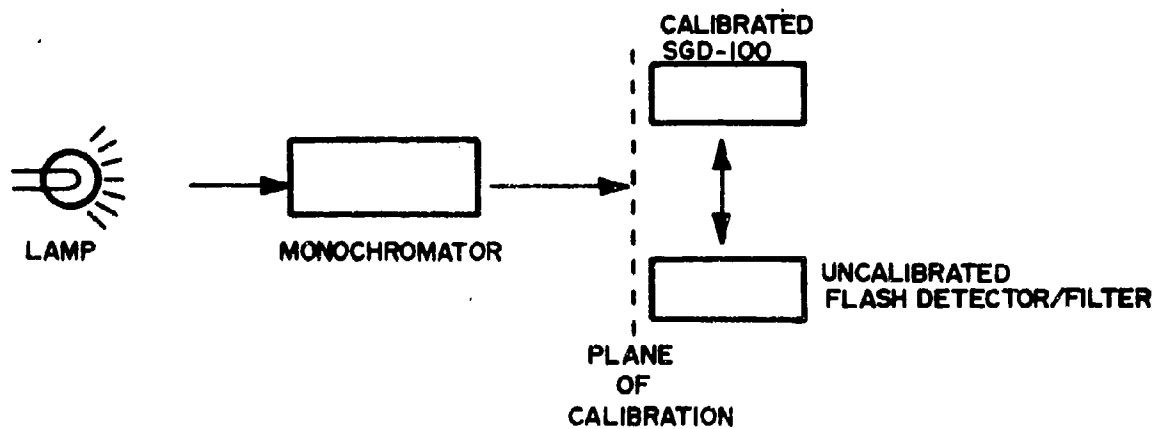 CALIBRATED
SGD-100
LAMP
MONOCHROMATOR
UNCALIBRATED
FLASH DETECTOR/FILTER
PLANE
OF
CALIBRATION